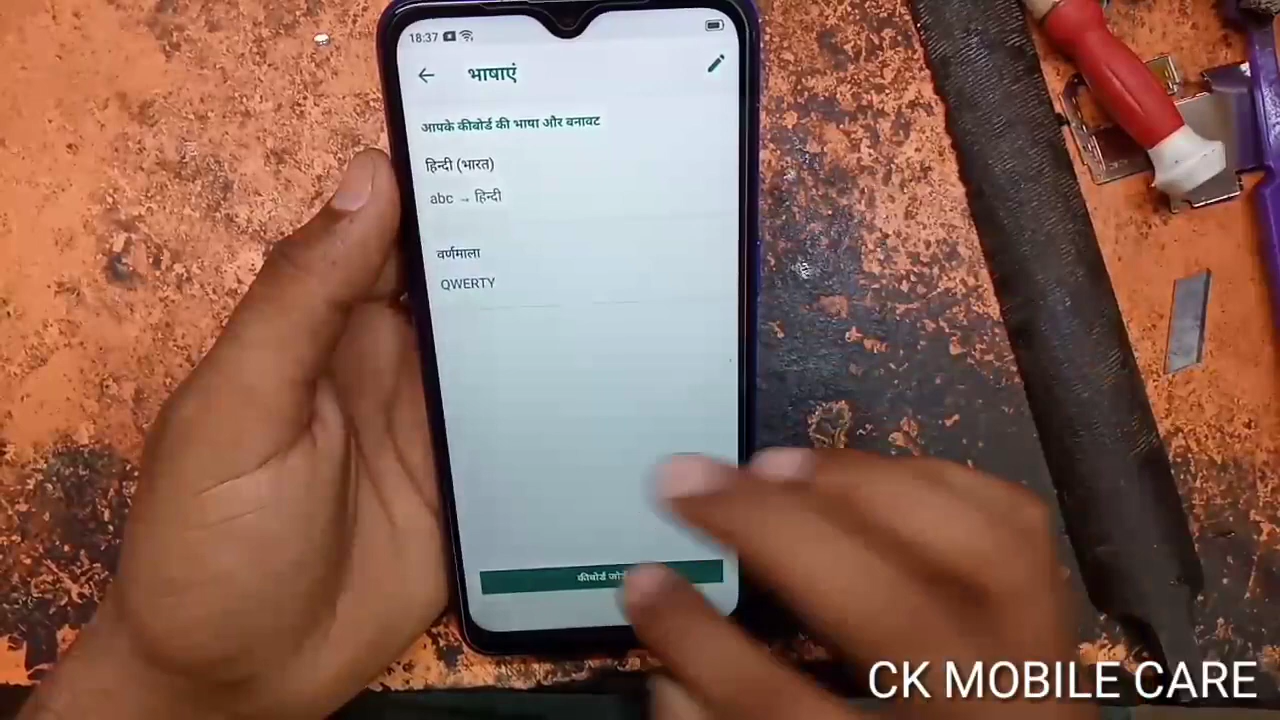 18:37
भाषाएं
आपके कीबोर्ड की भाषा और बनावट
हिन्दी (भारत)
abc → हिन्दी
वर्णमाला
QWERTY
कीबोर्ड
CK MOBILE CARE